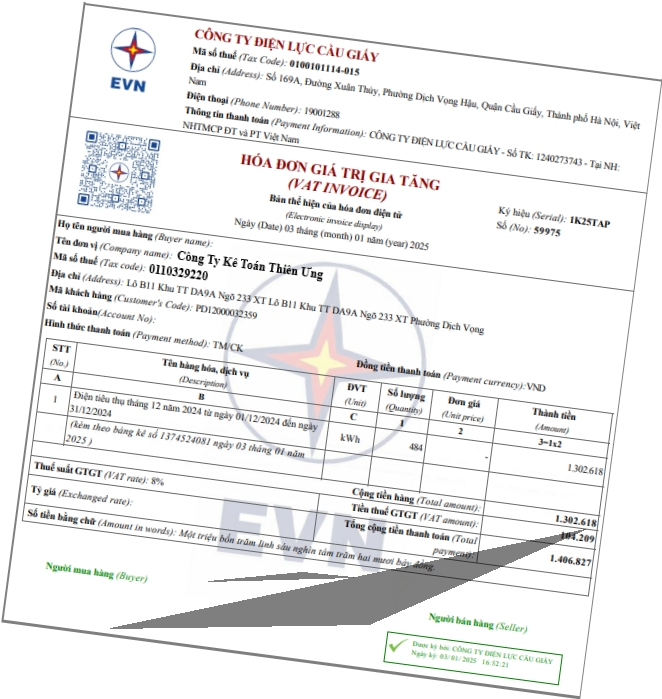 EVN
CÔNG TY ĐIỆN LỰC CẦU GIẤY
Mã số thuế (Tax Code): 0100101114-015
Địa chỉ (Address): Số 169A, Đường Xuân Thủy, Phường Dịch Vọng Hậu, Quận Cầu Giấy, Thành phố Hà Nội, Việt
Nam
Điện thoại (Phone Number): 19001288
Thông tin thanh toán (Payment Information): CÔNG TY ĐIỆN LỰC CẦU GIẤY - Số TK: 1240273743 - Tại NH:
NHTMCP ĐT và PT Việt Nam
HÓA ĐƠN GIÁ TRỊ GIA TĂNG
(VAT INVOICE)
Bản thể hiện của hóa đơn điện tử
(Electronic invoice display)
Ngày (Date) 03 tháng (month) 01 năm (year) 2025
Ký hiệu (Serial): 1K25TAP
Số (No): 59975
Họ tên người mua hàng (Buyer name):
Tên đơn vị (Company name): Công Ty Kê Toán Thiên Ưng
Mã số thuế (Tax code): 0110329220
Địa chỉ (Address): Lô B11 Khu TT DA9A Ngõ 233 XT Lô B11 Khu TT DA9A Ngõ 233 XT Phường Dịch Vọng
Mã khách hàng (Customer's Code): PD12000032359
Số tài khoản(Account No):
Hình thức thanh toán (Payment method): TM/CK
Đồng tiền thanh toán (Payment currency): VND
STT (No.) Tên hàng hóa, dịch vụ (Description) ĐVT (Unit) Số lượng (Quantity) Đơn giá (Unit price) Thành tiền (Amount)
A B C 1 2 3=1x2
1 Điện tiêu thụ tháng 12 năm 2024 từ ngày 01/12/2024 đến ngày
31/12/2024
(kèm theo bảng kê số 1374524081 ngày 03 tháng 01 năm
2025 )
kWh 484 - 1.302.618
Cộng tiền hàng (Total amount): 1.302.618
Thuế suất GTGT (VAT rate): 8% Tiền thuế GTGT (VAT amount): 104.209
Tỷ giá (Exchanged rate): Tổng cộng tiền thanh toán (Total
payment): 1.406.827
Số tiền bằng chữ (Amount in words): Một triệu bốn trăm linh sáu nghìn tám trăm hai mươi bảy đồng.
EVN
Người mua hàng (Buyer)
Người bán hàng (Seller)
Được ký bởi: CÔNG TY ĐIỆN LỰC CẦU GIẤY
Ngày ký: 03/01/2025 16:52:21